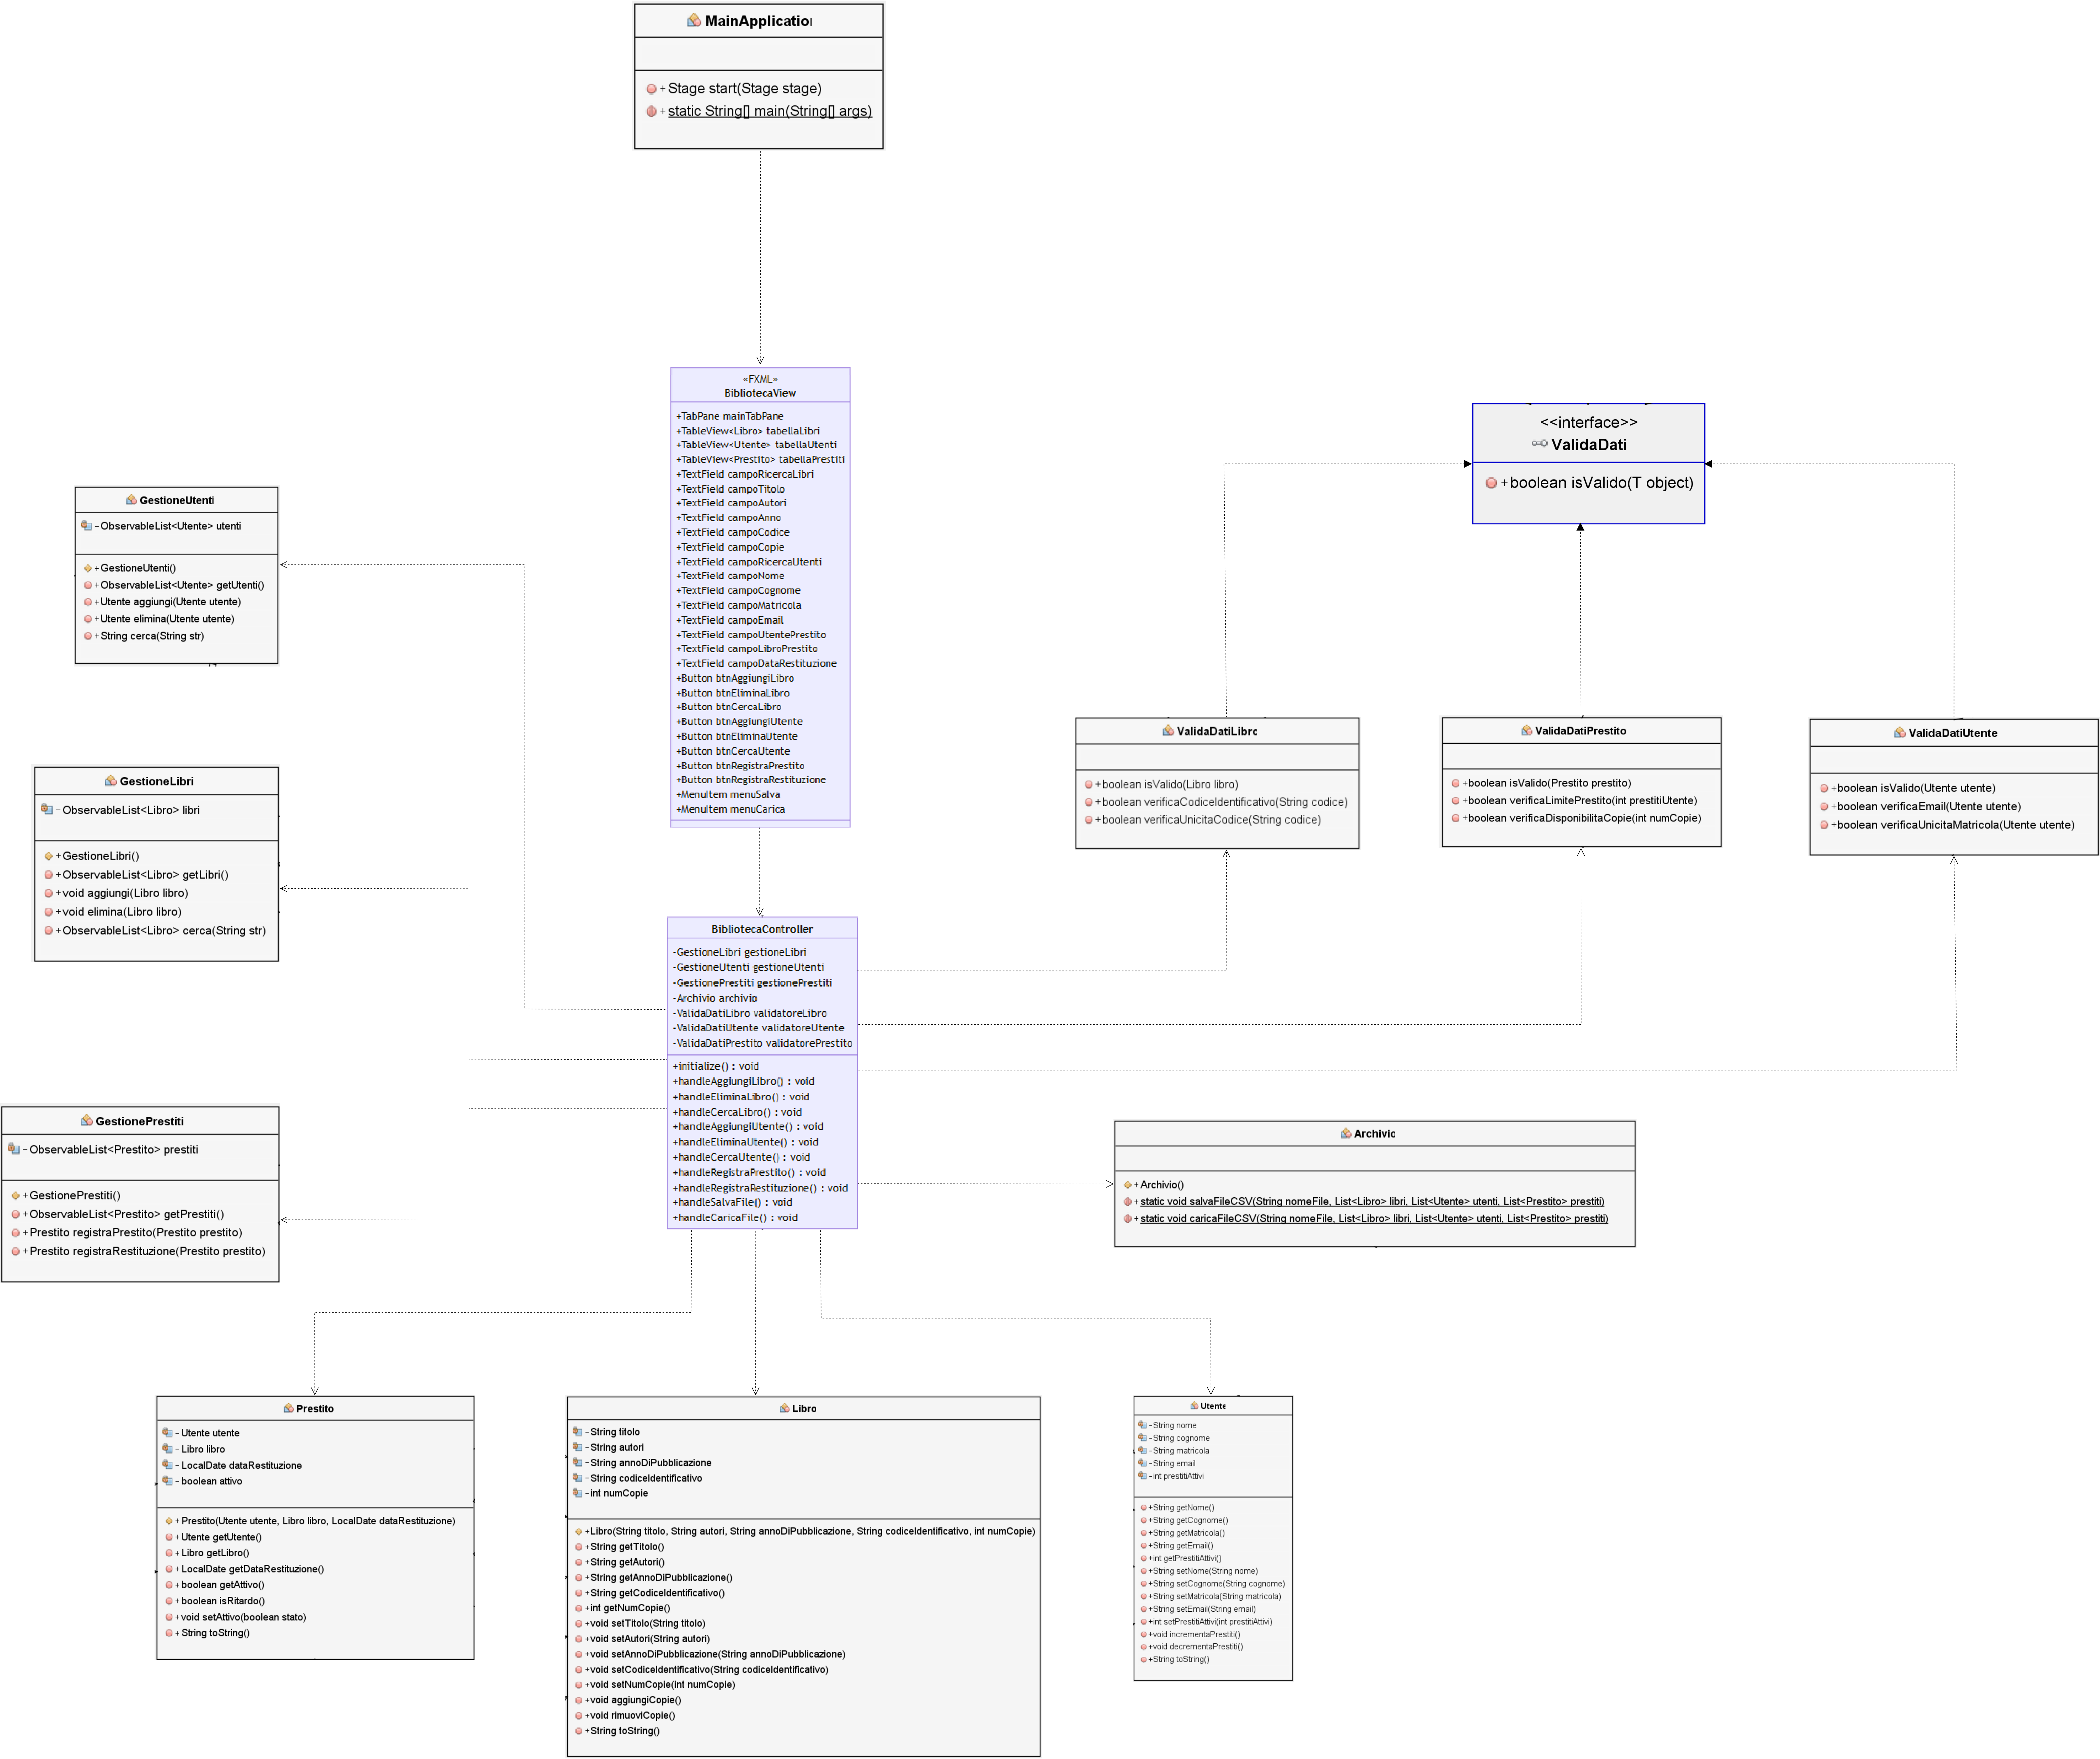 MainApplication
+Stage start(Stage stage)
+static String[] main(String[] args)
«FXML»
BibliotecaView
+TabPane mainTabPane
+TableView<Libro> tabellaLibri
+TableView<Utente> tabellaUtenti
+TableView<Prestito> tabellaPrestiti
+TextField campoRicercaLibri
+TextField campoTitolo
+TextField campoAutori
+TextField campoAnno
+TextField campoCodice
+TextField campoCopie
+TextField campoRicercaUtenti
+TextField campoNome
+TextField campoCognome
+TextField campoMatricola
+TextField campoEmail
+TextField campoUtentePrestito
+TextField campoLibroPrestito
+TextField campoDataRestituzione
+Button btnAggiungiLibro
+Button btnEliminaLibro
+Button btnCercaLibro
+Button btnAggiungiUtente
+Button btnEliminaUtente
+Button btnCercaUtente
+Button btnRegistraPrestito
+Button btnRegistraRestituzione
+MenuItem menuSalva
+MenuItem menuCarica
<<interface>>
ValidaDati
+boolean isValido(T object)
GestioneUtenti
-ObservableList<Utente> utenti
+GestioneUtenti()
+ObservableList<Utente> getUtenti()
+Utente aggiungi(Utente utente)
+Utente elimina(Utente utente)
+String cerca(String str)
ValidaDatiLibro
+boolean isValido(Libro libro)
+boolean verificaCodiceIdentificativo(String codice)
+boolean verificaUnicitaCodice(String codice)
ValidaDatiPrestito
+boolean isValido(Prestito prestito)
+boolean verificaLimitePrestito(int prestitiUtente)
+boolean verificaDisponibilitaCopie(int numCopie)
ValidaDatiUtente
+boolean isValido(Utente utente)
+boolean verificaEmail(Utente utente)
+boolean verificaUnicitaMatricola(Utente utente)
GestioneLibri
-ObservableList<Libro> libri
+GestioneLibri()
+ObservableList<Libro> getLibri()
+void aggiungi(Libro libro)
+void elimina(Libro libro)
+ObservableList<Libro> cerca(String str)
BibliotecaController
-GestioneLibri gestioneLibri
-GestioneUtenti gestioneUtenti
-GestionePrestiti gestionePrestiti
-Archivio archivio
-ValidaDatiLibro validatoreLibro
-ValidaDatiUtente validatoreUtente
-ValidaDatiPrestito validatorePrestito
+initialize() : void
+handleAggiungiLibro() : void
+handleEliminaLibro() : void
+handleCercaLibro() : void
+handleAggiungiUtente() : void
+handleEliminaUtente() : void
+handleCercaUtente() : void
+handleRegistraPrestito() : void
+handleRegistraRestituzione() : void
+handleSalvaFile() : void
+handleCaricaFile() : void
GestionePrestiti
-ObservableList<Prestito> prestiti
+GestionePrestiti()
+ObservableList<Prestito> getPrestiti()
+Prestito registraPrestito(Prestito prestito)
+Prestito registraRestituzione(Prestito prestito)
Archivio
+Archivio()
+static void salvaFileCSV(String nomeFile, List<Libro> libri, List<Utente> utenti, List<Prestito> prestiti)
+static void caricaFileCSV(String nomeFile, List<Libro> libri, List<Utente> utenti, List<Prestito> prestiti)
Prestito
-Utente utente
-Libro libro
-LocalDate dataRestituzione
-boolean attivo
+Prestito(Utente utente, Libro libro, LocalDate dataRestituzione)
+Utente getUtente()
+Libro getLibro()
+LocalDate getDataRestituzione()
+boolean getAttivo()
+boolean isRitardo()
+void setAttivo(boolean stato)
+String toString()
Libro
-String titolo
-String autori
-String annoDiPubblicazione
-String codiceIdentificativo
-int numCopie
+Libro(String titolo, String autori, String annoDiPubblicazione, String codiceIdentificativo, int numCopie)
+String getTitolo()
+String getAutori()
+String getAnnoDiPubblicazione()
+String getCodiceIdentificativo()
+int getNumCopie()
+void setTitolo(String titolo)
+void setAutori(String autori)
+void setAnnoDiPubblicazione(String annoDiPubblicazione)
+void setCodiceIdentificativo(String codiceIdentificativo)
+void setNumCopie(int numCopie)
+void aggiungiCopie()
+void rimuoviCopie()
+String toString()
Utente
-String nome
-String cognome
-String matricola
-String email
-int prestitiAttivi
+String getNome()
+String getCognome()
+String getMatricola()
+String getEmail()
+int getPrestitiAttivi()
+String setNome(String nome)
+String setCognome(String cognome)
+String setMatricola(String matricola)
+String setEmail(String email)
+int setPrestitiAttivi(int prestitiAttivi)
+void incrementaPrestiti()
+void decrementaPrestiti()
+String toString()